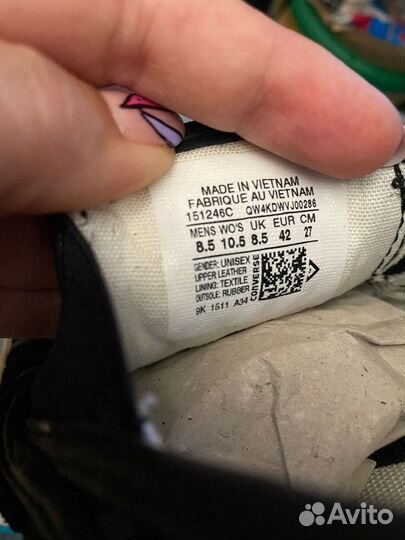 MADE IN VIETNAM
FABRIQUE AU VIETNAM
151246C QW4KDWVJ00286
MENS WO'S UK EUR CM
8.5 10.5 8.5 42 27
GENDER: UNISEX
UPPER: LEATHER
LINING: TEXTILE
OUTSOLE: RUBBER
CONVERSE
9K 1511 A34
Avito